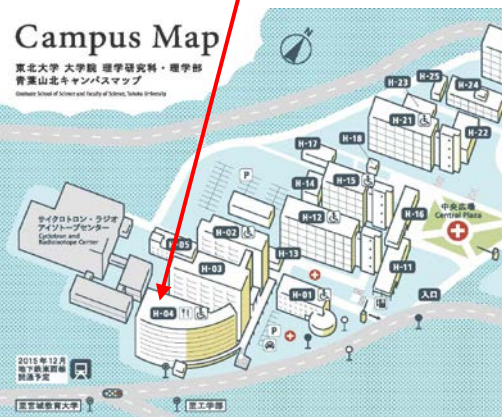 Campus Map
東北大学 大学院 理学研究科・理学部
青葉山北キャンパスマップ
Graduate School of Science and Faculty of Science, Tohoku University
H-25
H-23
H-24
H-21
H-22
H-18
H-17
P
H-14
H-15
H-16
中央広場
Central Plaza
サイクロトロン・ラジオ
アイソトープセンター
Cyclotron and
Radioisotope Center
H-02
H-12
H-05
H-13
H-03
H-11
H-01
入口
H-04
P
2015年12月
地下鉄東西線
開通予定
至宮城教育大学
至工学部